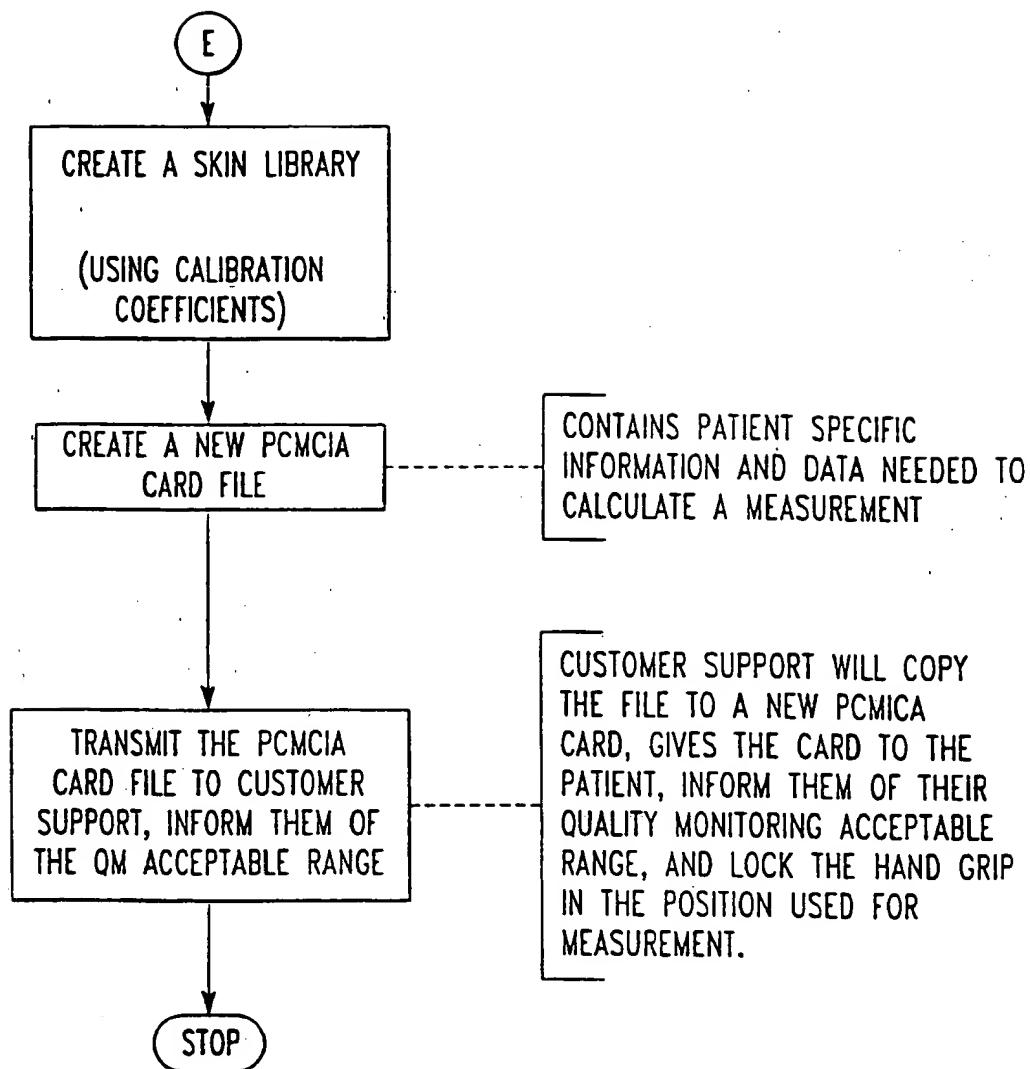 E
CREATE A SKIN LIBRARY
(USING CALIBRATION
COEFFICIENTS)
CREATE A NEW PCMCIA
CARD FILE
CONTAINS PATIENT SPECIFIC
INFORMATION AND DATA NEEDED TO
CALCULATE A MEASUREMENT
TRANSMIT THE PCMCIA
CARD FILE TO CUSTOMER
SUPPORT, INFORM THEM OF
THE QM ACCEPTABLE RANGE
CUSTOMER SUPPORT WILL COPY
THE FILE TO A NEW PCMICA
CARD, GIVES THE CARD TO THE
PATIENT, INFORM THEM OF THEIR
QUALITY MONITORING ACCEPTABLE
RANGE, AND LOCK THE HAND GRIP
IN THE POSITION USED FOR
MEASUREMENT.
STOP